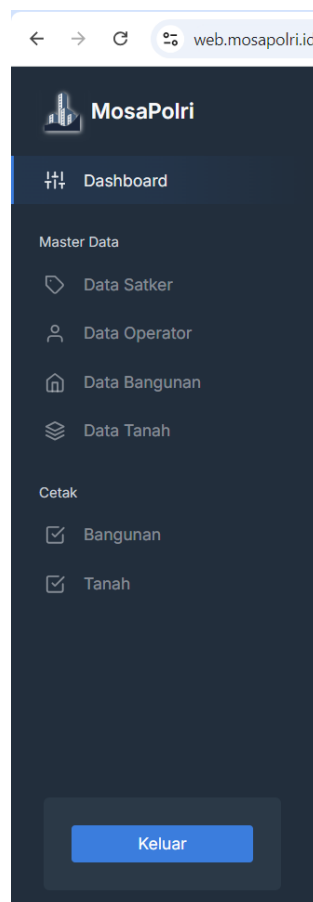 web.mosapolri.id
MosaPolri
Dashboard
Master Data
Data Satker
Data Operator
Data Bangunan
Data Tanah
Cetak
Bangunan
Tanah
Keluar